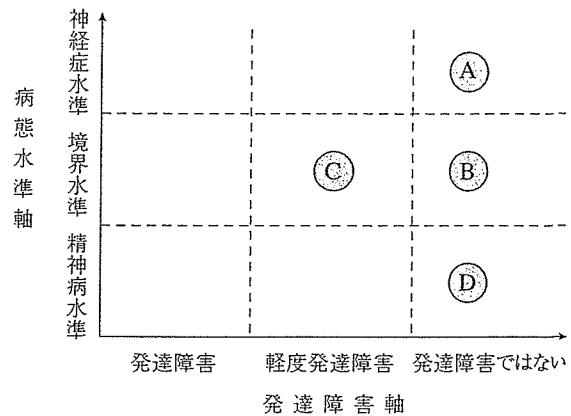 病態水準軸
神経症水準
境界水準
精神病水準
A
C
B
D
発達障害
軽度発達障害
発達障害ではない
発達障害軸